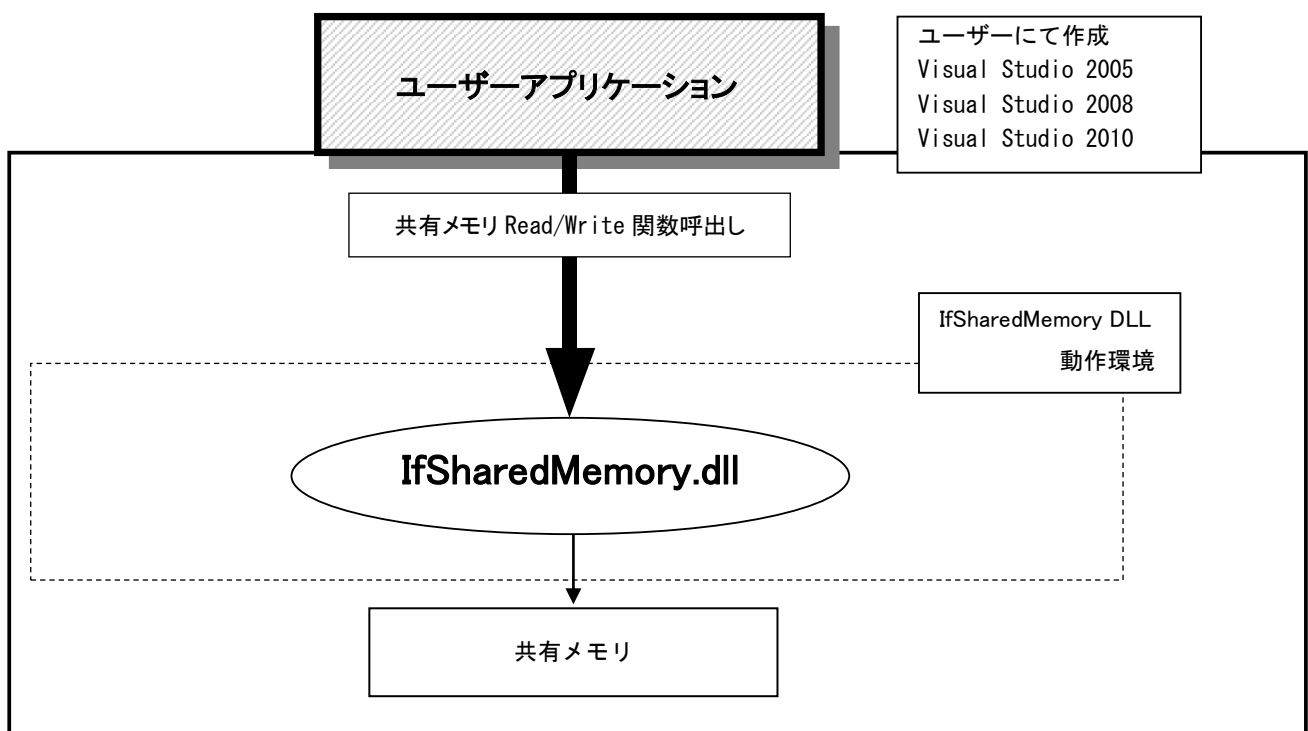 ユーザーアプリケーション
ユーザーにて作成
Visual Studio 2005
Visual Studio 2008
Visual Studio 2010
共有メモリ Read/Write 関数呼出し
IfSharedMemory DLL
動作環境
IfSharedMemory.dll
共有メモリ